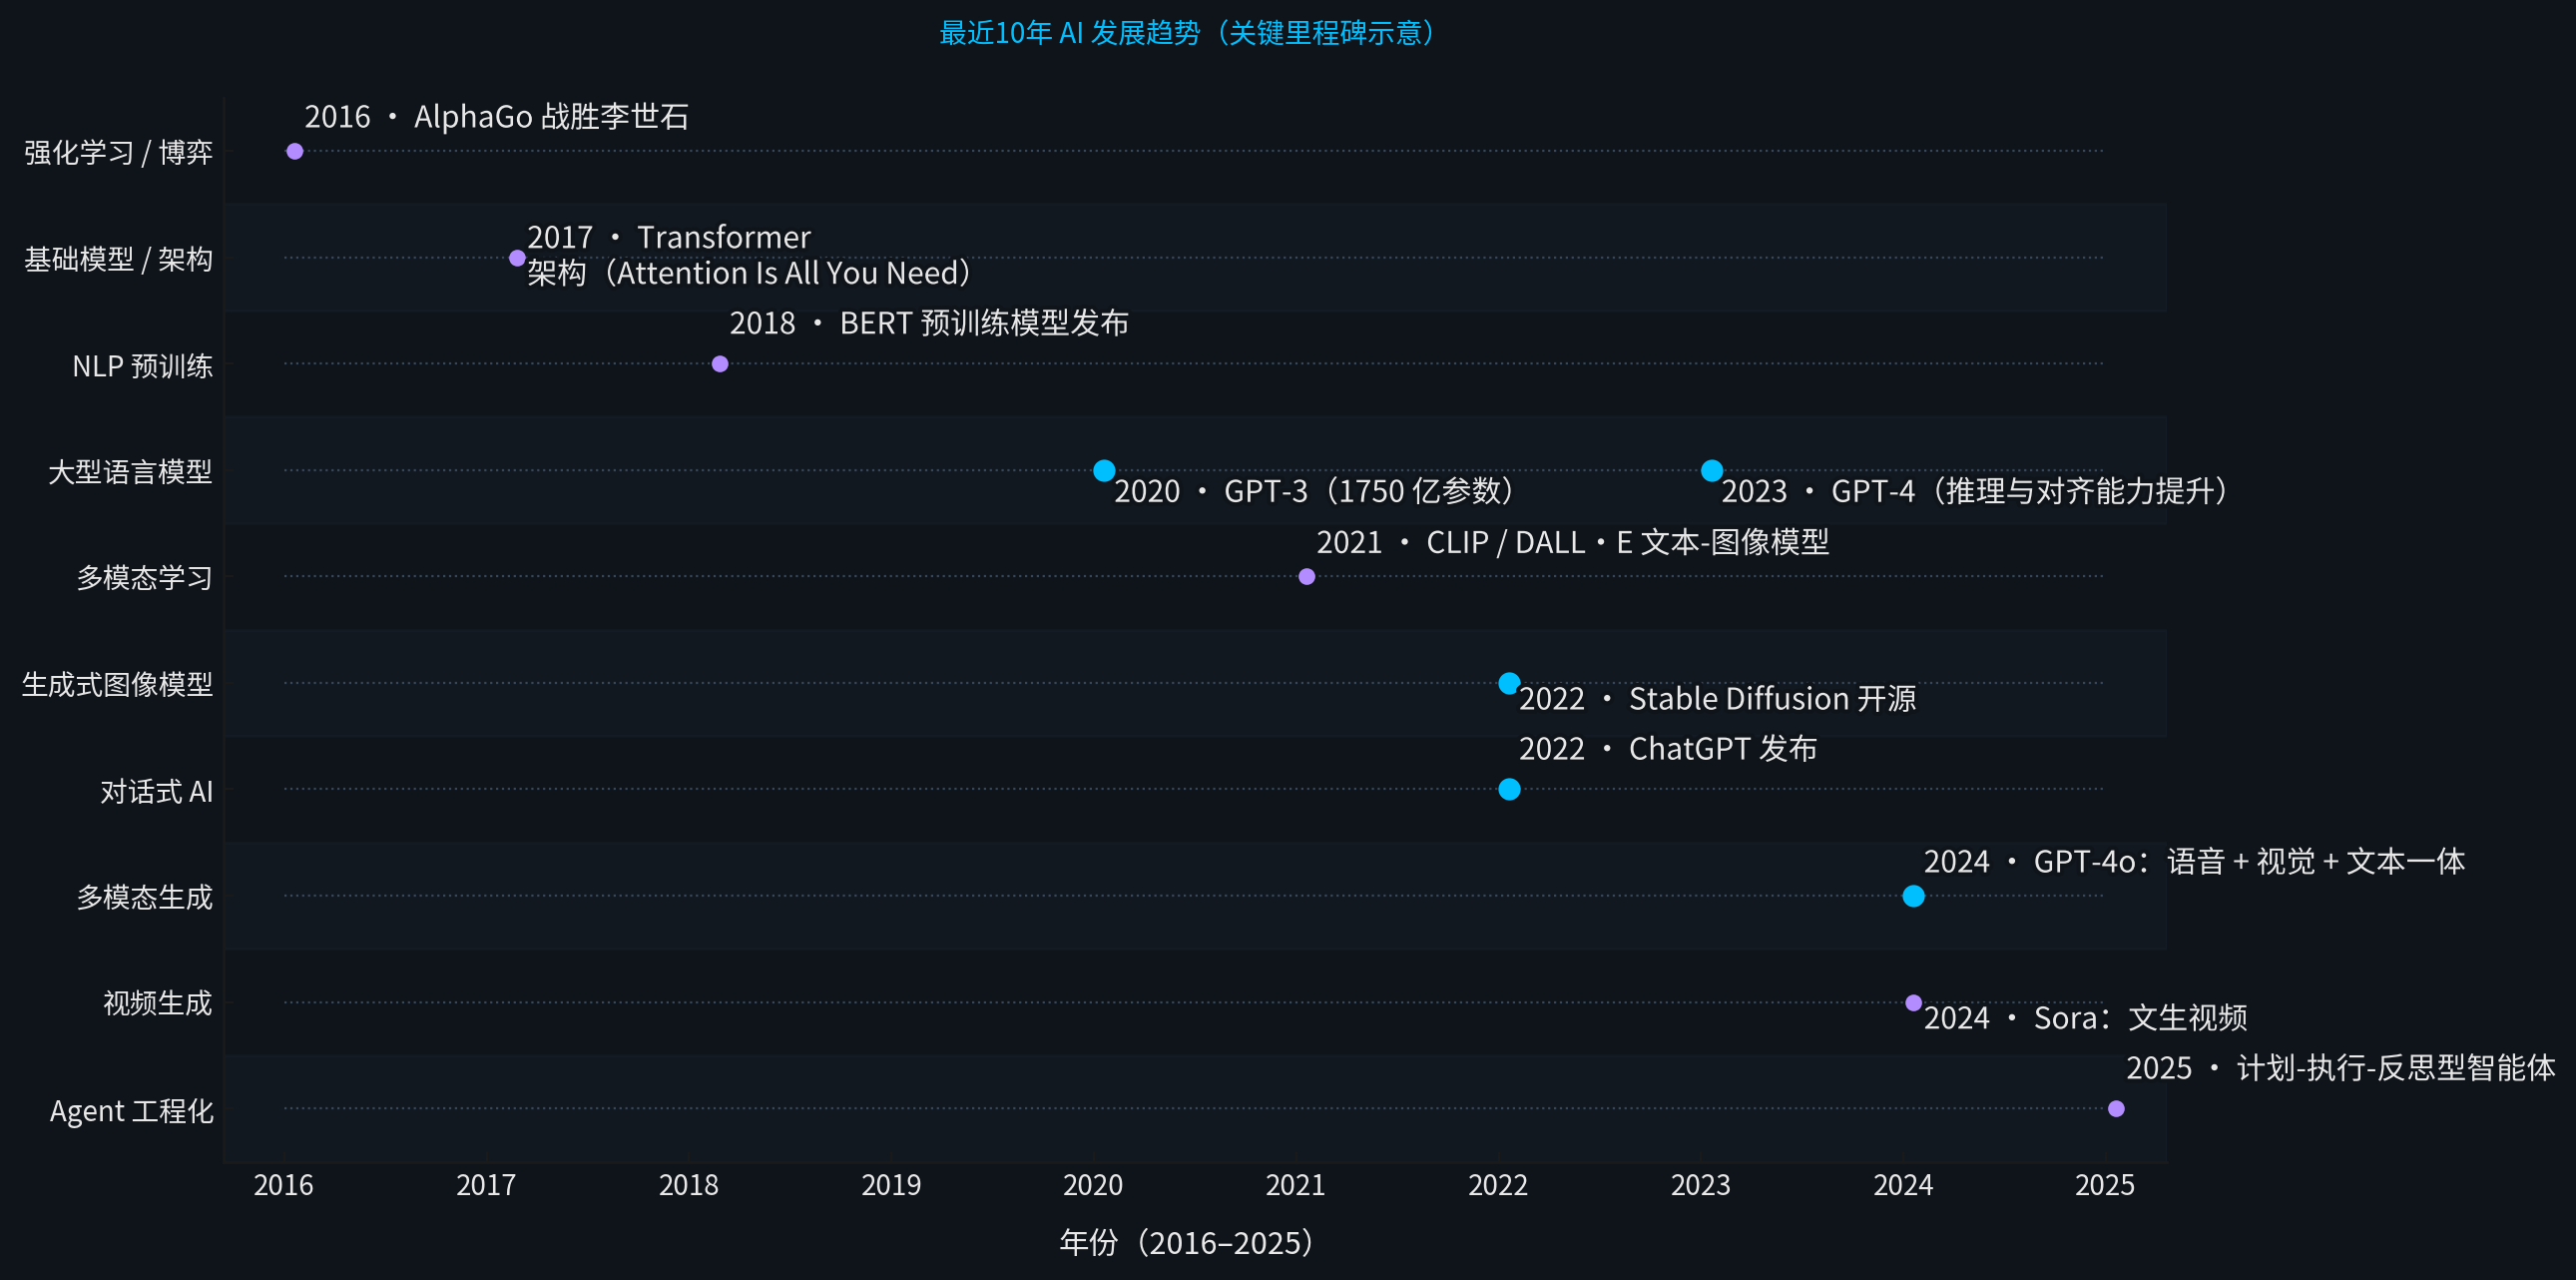 最近10年 AI 发展趋势（关键里程碑示意）
2016 • AlphaGo 战胜李世石
强化学习 / 博弈
2017 • Transformer
架构（Attention Is All You Need）
基础模型 / 架构
2018 • BERT 预训练模型发布
NLP 预训练
大型语言模型
2020 • GPT-3（1750 亿参数）
2023 • GPT-4（推理与对齐能力提升）
2021 • CLIP / DALL·E 文本-图像模型
多模态学习
生成式图像模型
2022 • Stable Diffusion 开源
2022 • ChatGPT 发布
对话式 AI
2024 • GPT-4o：语音 + 视觉 + 文本一体
多模态生成
视频生成
2024 • Sora：文生视频
2025 • 计划-执行-反思型智能体
Agent 工程化
2016 2017 2018 2019 2020 2021 2022 2023 2024 2025
年份（2016–2025）